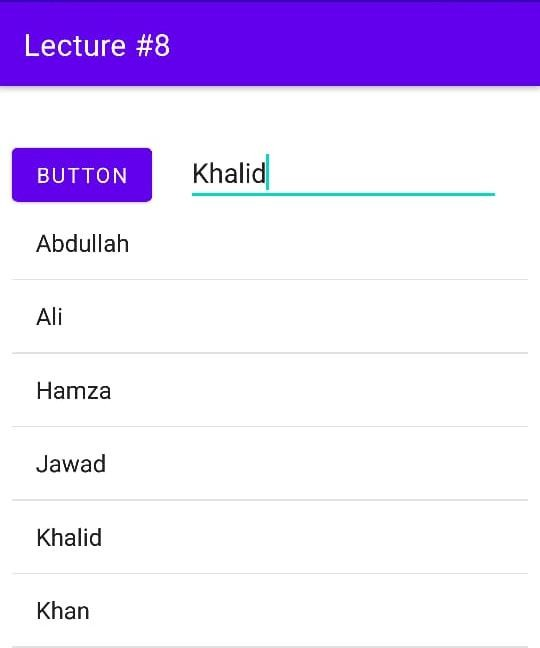 Lecture #8
BUTTON Khalid
Abdullah
Ali
Hamza
Jawad
Khalid
Khan